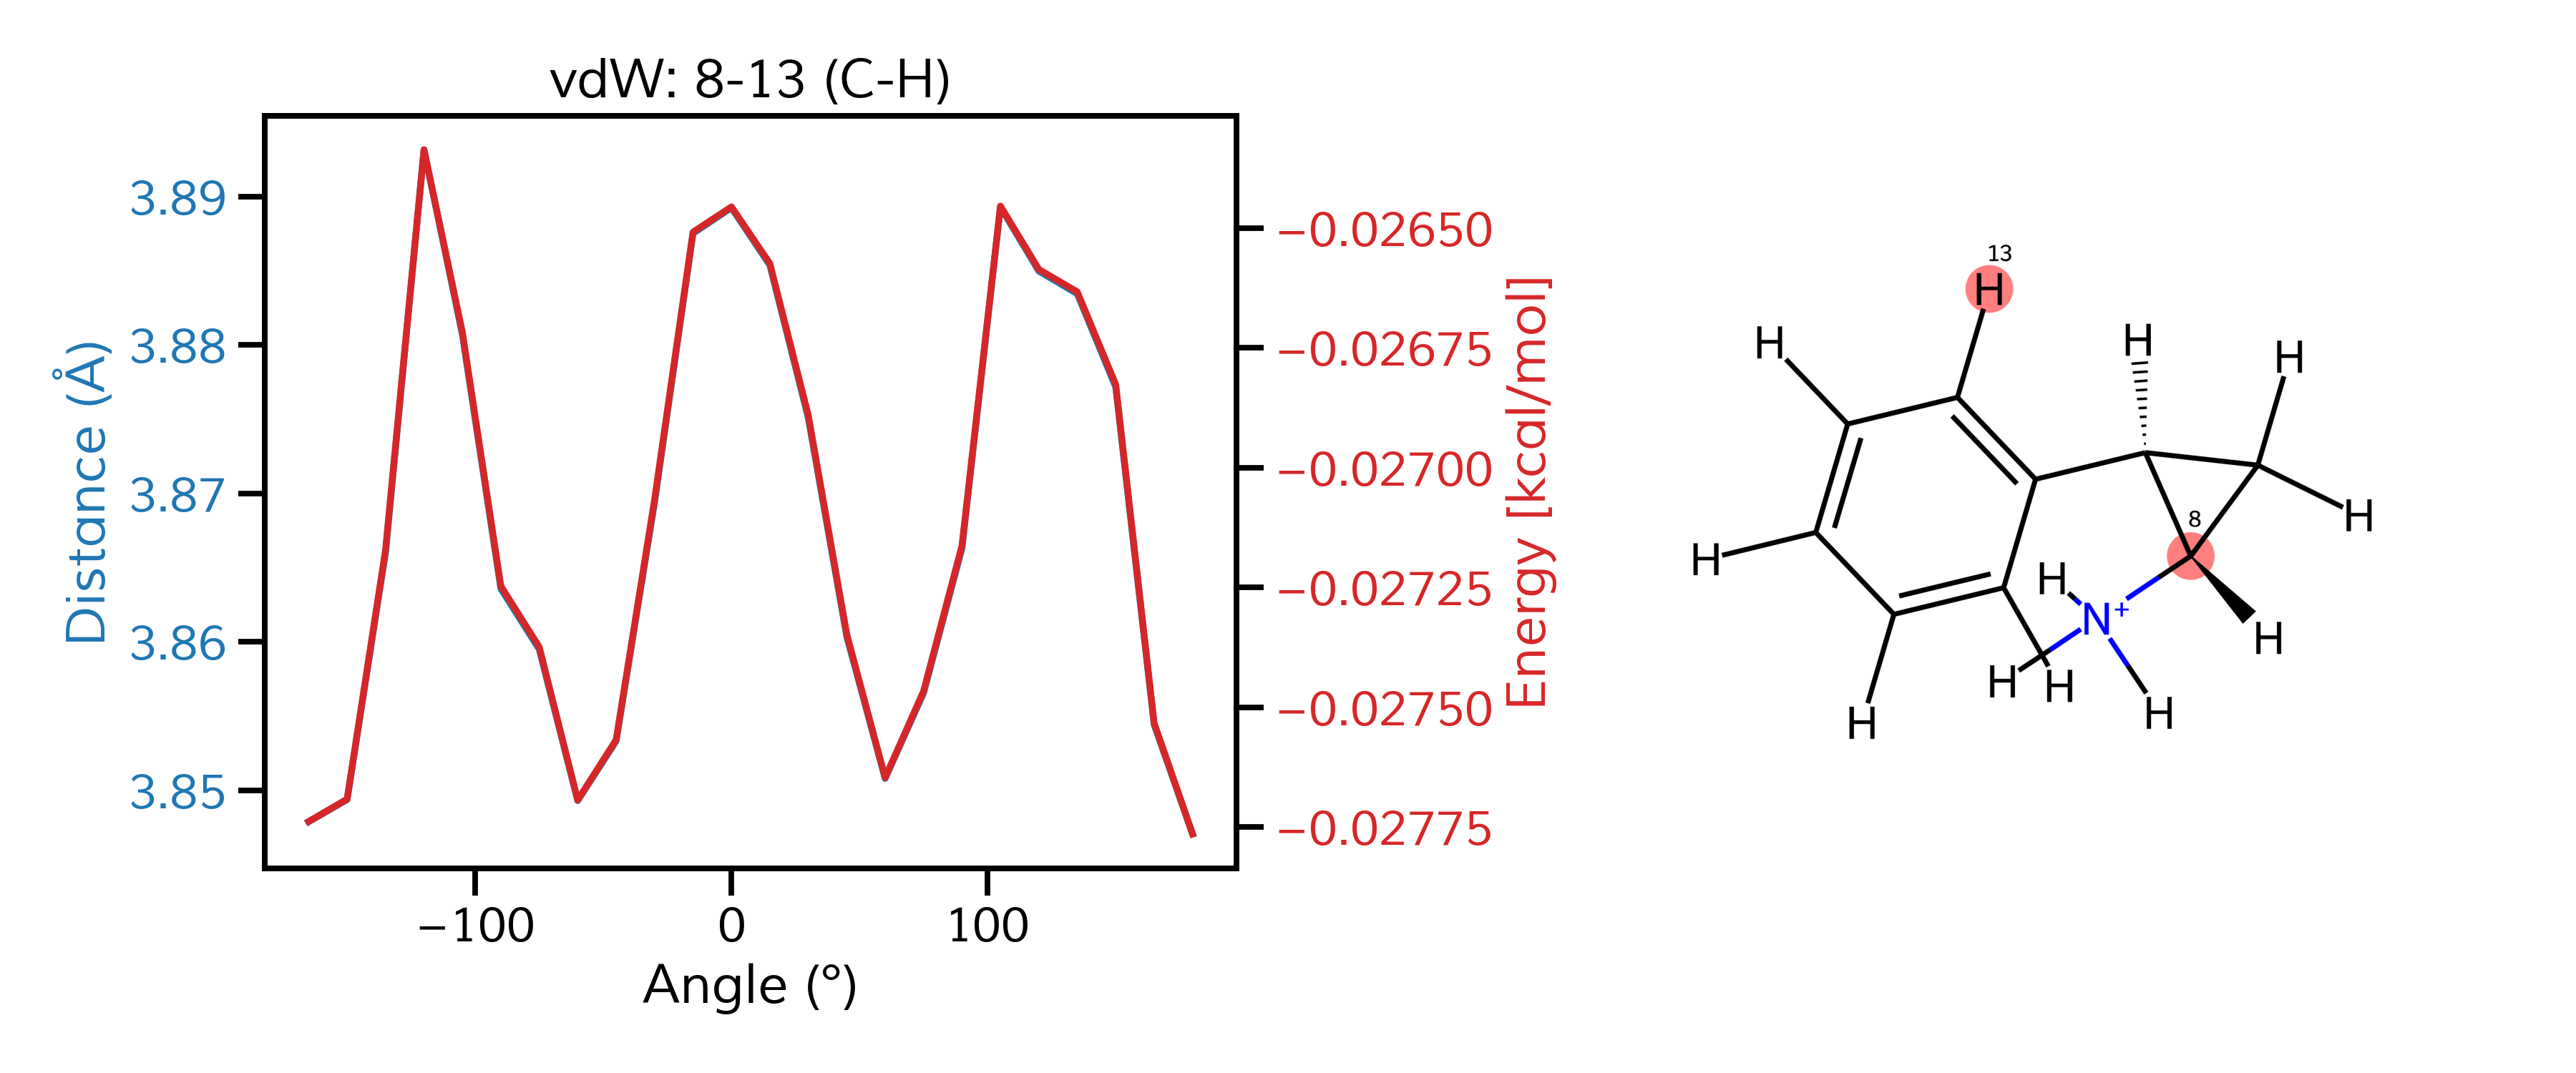 vdW: 8-13 (C-H)
Distance (Å)
3.89
3.88
3.87
3.86
3.85
−100
0
100
Angle (°)
−0.02650
−0.02675
−0.02700
−0.02725
−0.02750
−0.02775
Energy [kcal/mol]
13
H
H
H
H
H
8
H
H
N+
H
H
H
H
H